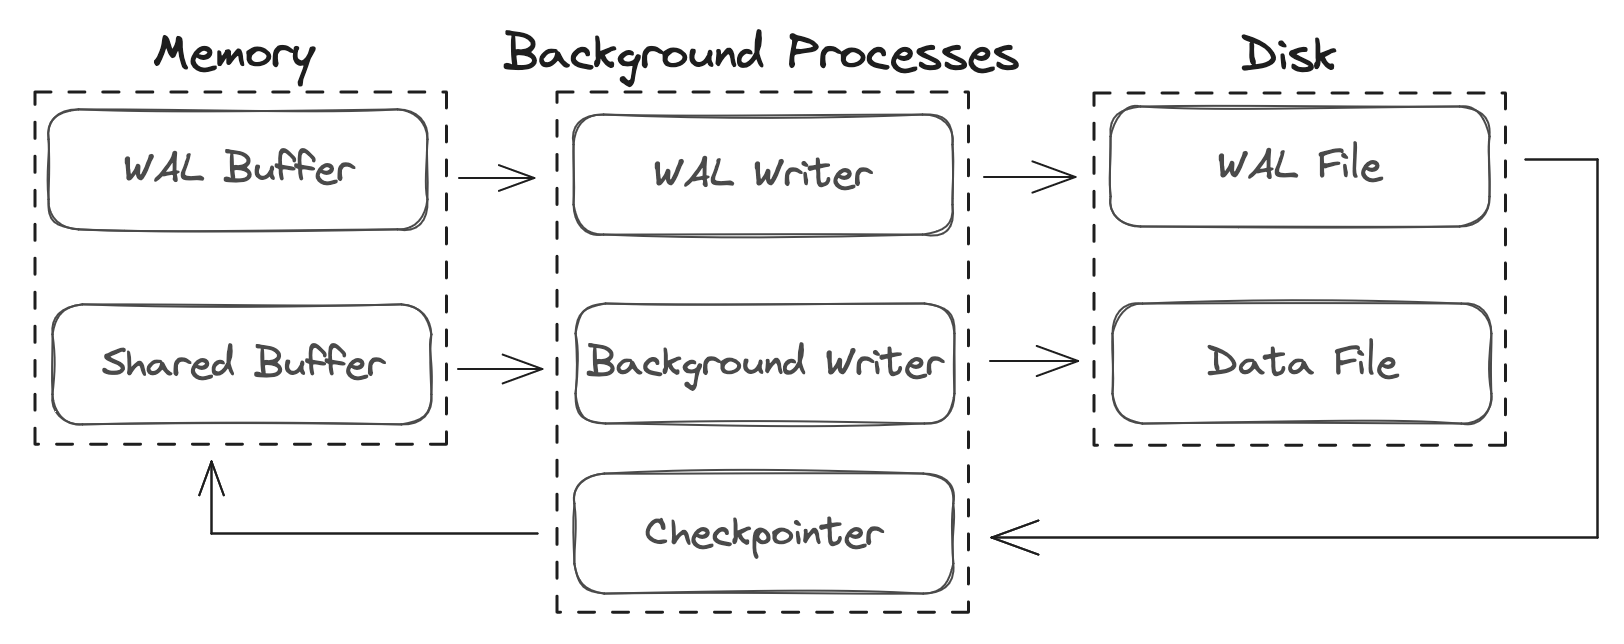 Memory
Background Processes
Disk
WAL Buffer
WAL Writer
WAL File
Shared Buffer
Background Writer
Data File
Checkpointer